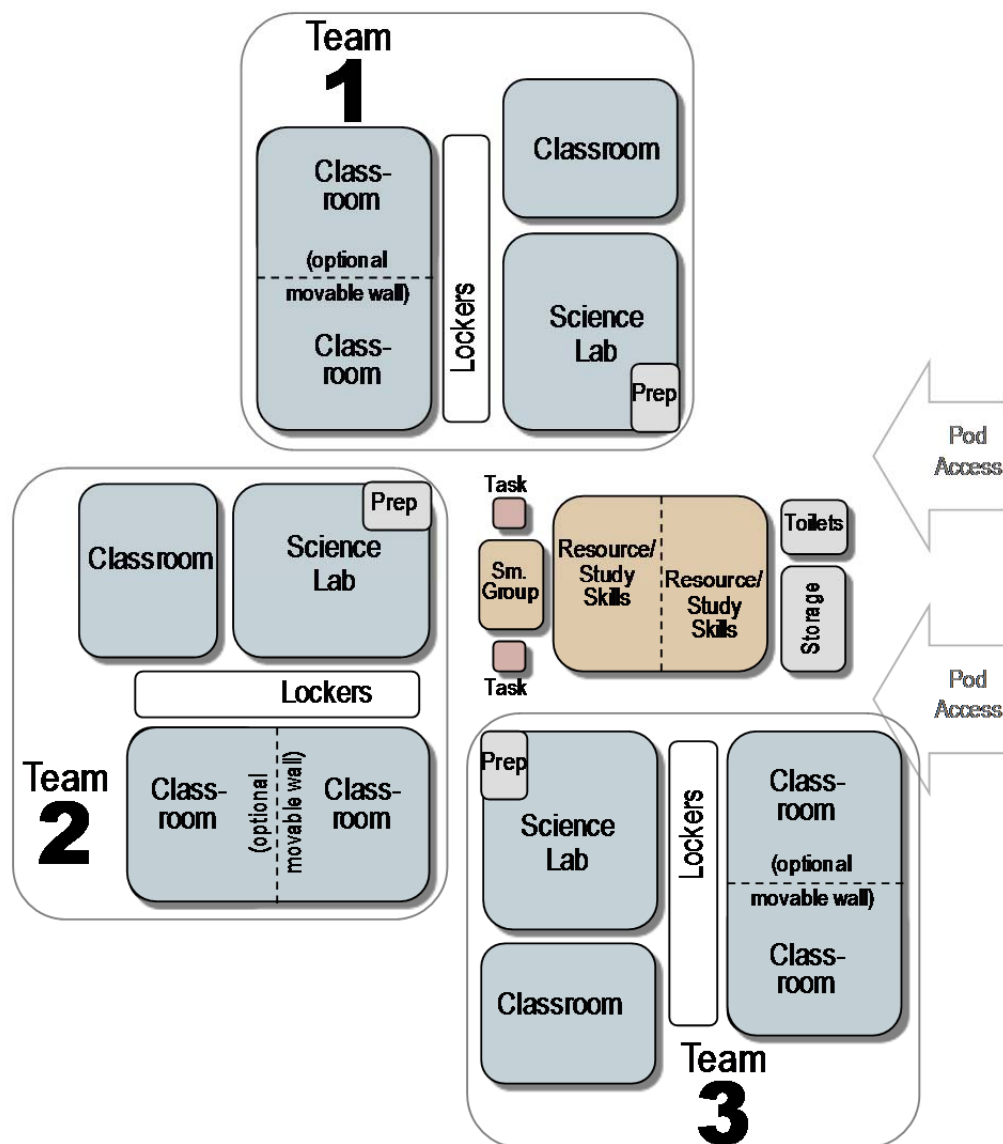 Team
1
Class-
room
(optional
movable wall)
Class-
room
Lockers
Classroom
Science
Lab
Prep
Pod
Access
Classroom
Science
Lab
Prep
Lockers
Team
2
Class-
room
(optional
movable wall)
Class-
room
Task
Sm.
Group
Task
Resource/
Study
Skills
Resource/
Study
Skills
Toilets
Storage
Pod
Access
Prep
Science
Lab
Classroom
Lockers
Class-
room
(optional
movable wall)
Class-
room
Team
3